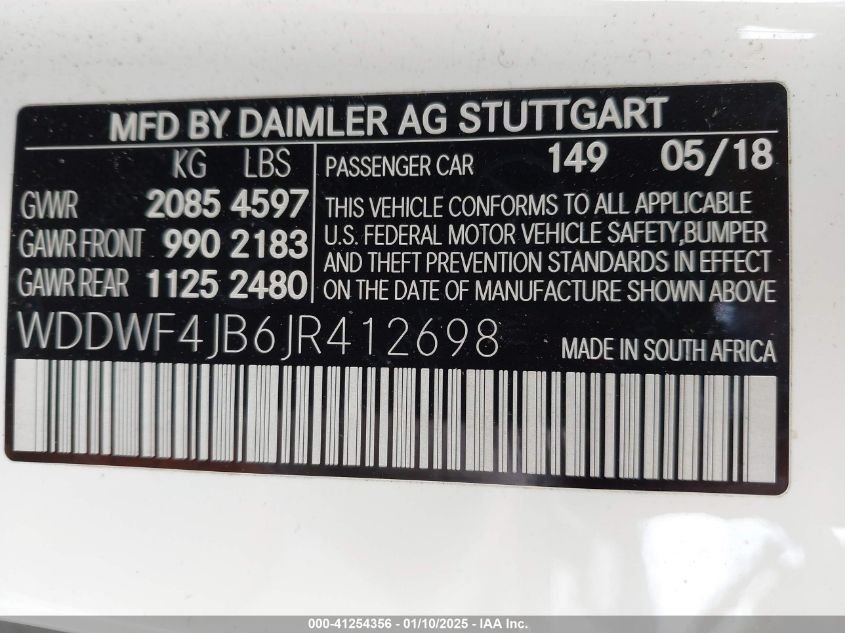 MFD BY DAIMLER AG STUTTGART
KG LBS
GVWR 2085 4597
GAWR FRONT 990 2183
GAWR REAR 1125 2480
PASSENGER CAR 149 05/18
THIS VEHICLE CONFORMS TO ALL APPLICABLE
U.S. FEDERAL MOTOR VEHICLE SAFETY,BUMPER
AND THEFT PREVENTION STANDARDS IN EFFECT
ON THE DATE OF MANUFACTURE SHOWN ABOVE
WDDWF4JB6JR412698 MADE IN SOUTH AFRICA
000-41254356 - 01/10/2025 - IAA Inc.